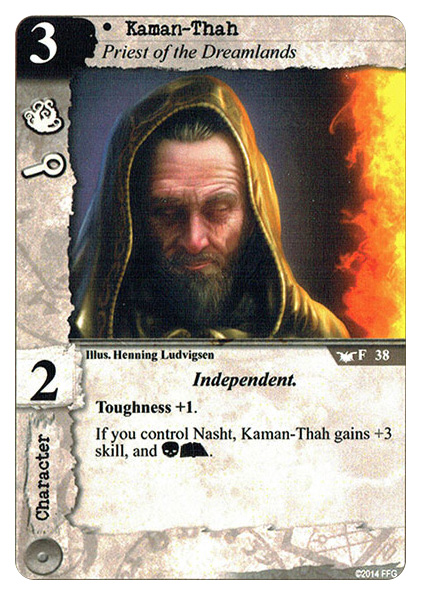 3
• Kaman-Thah
Priest of the Dreamlands
Illus. Henning Ludvigsen
F 38
2
Independent.
Toughness +1.
If you control Nasht, Kaman-Thah gains +3
skill, and .
Character
©2014 FFG